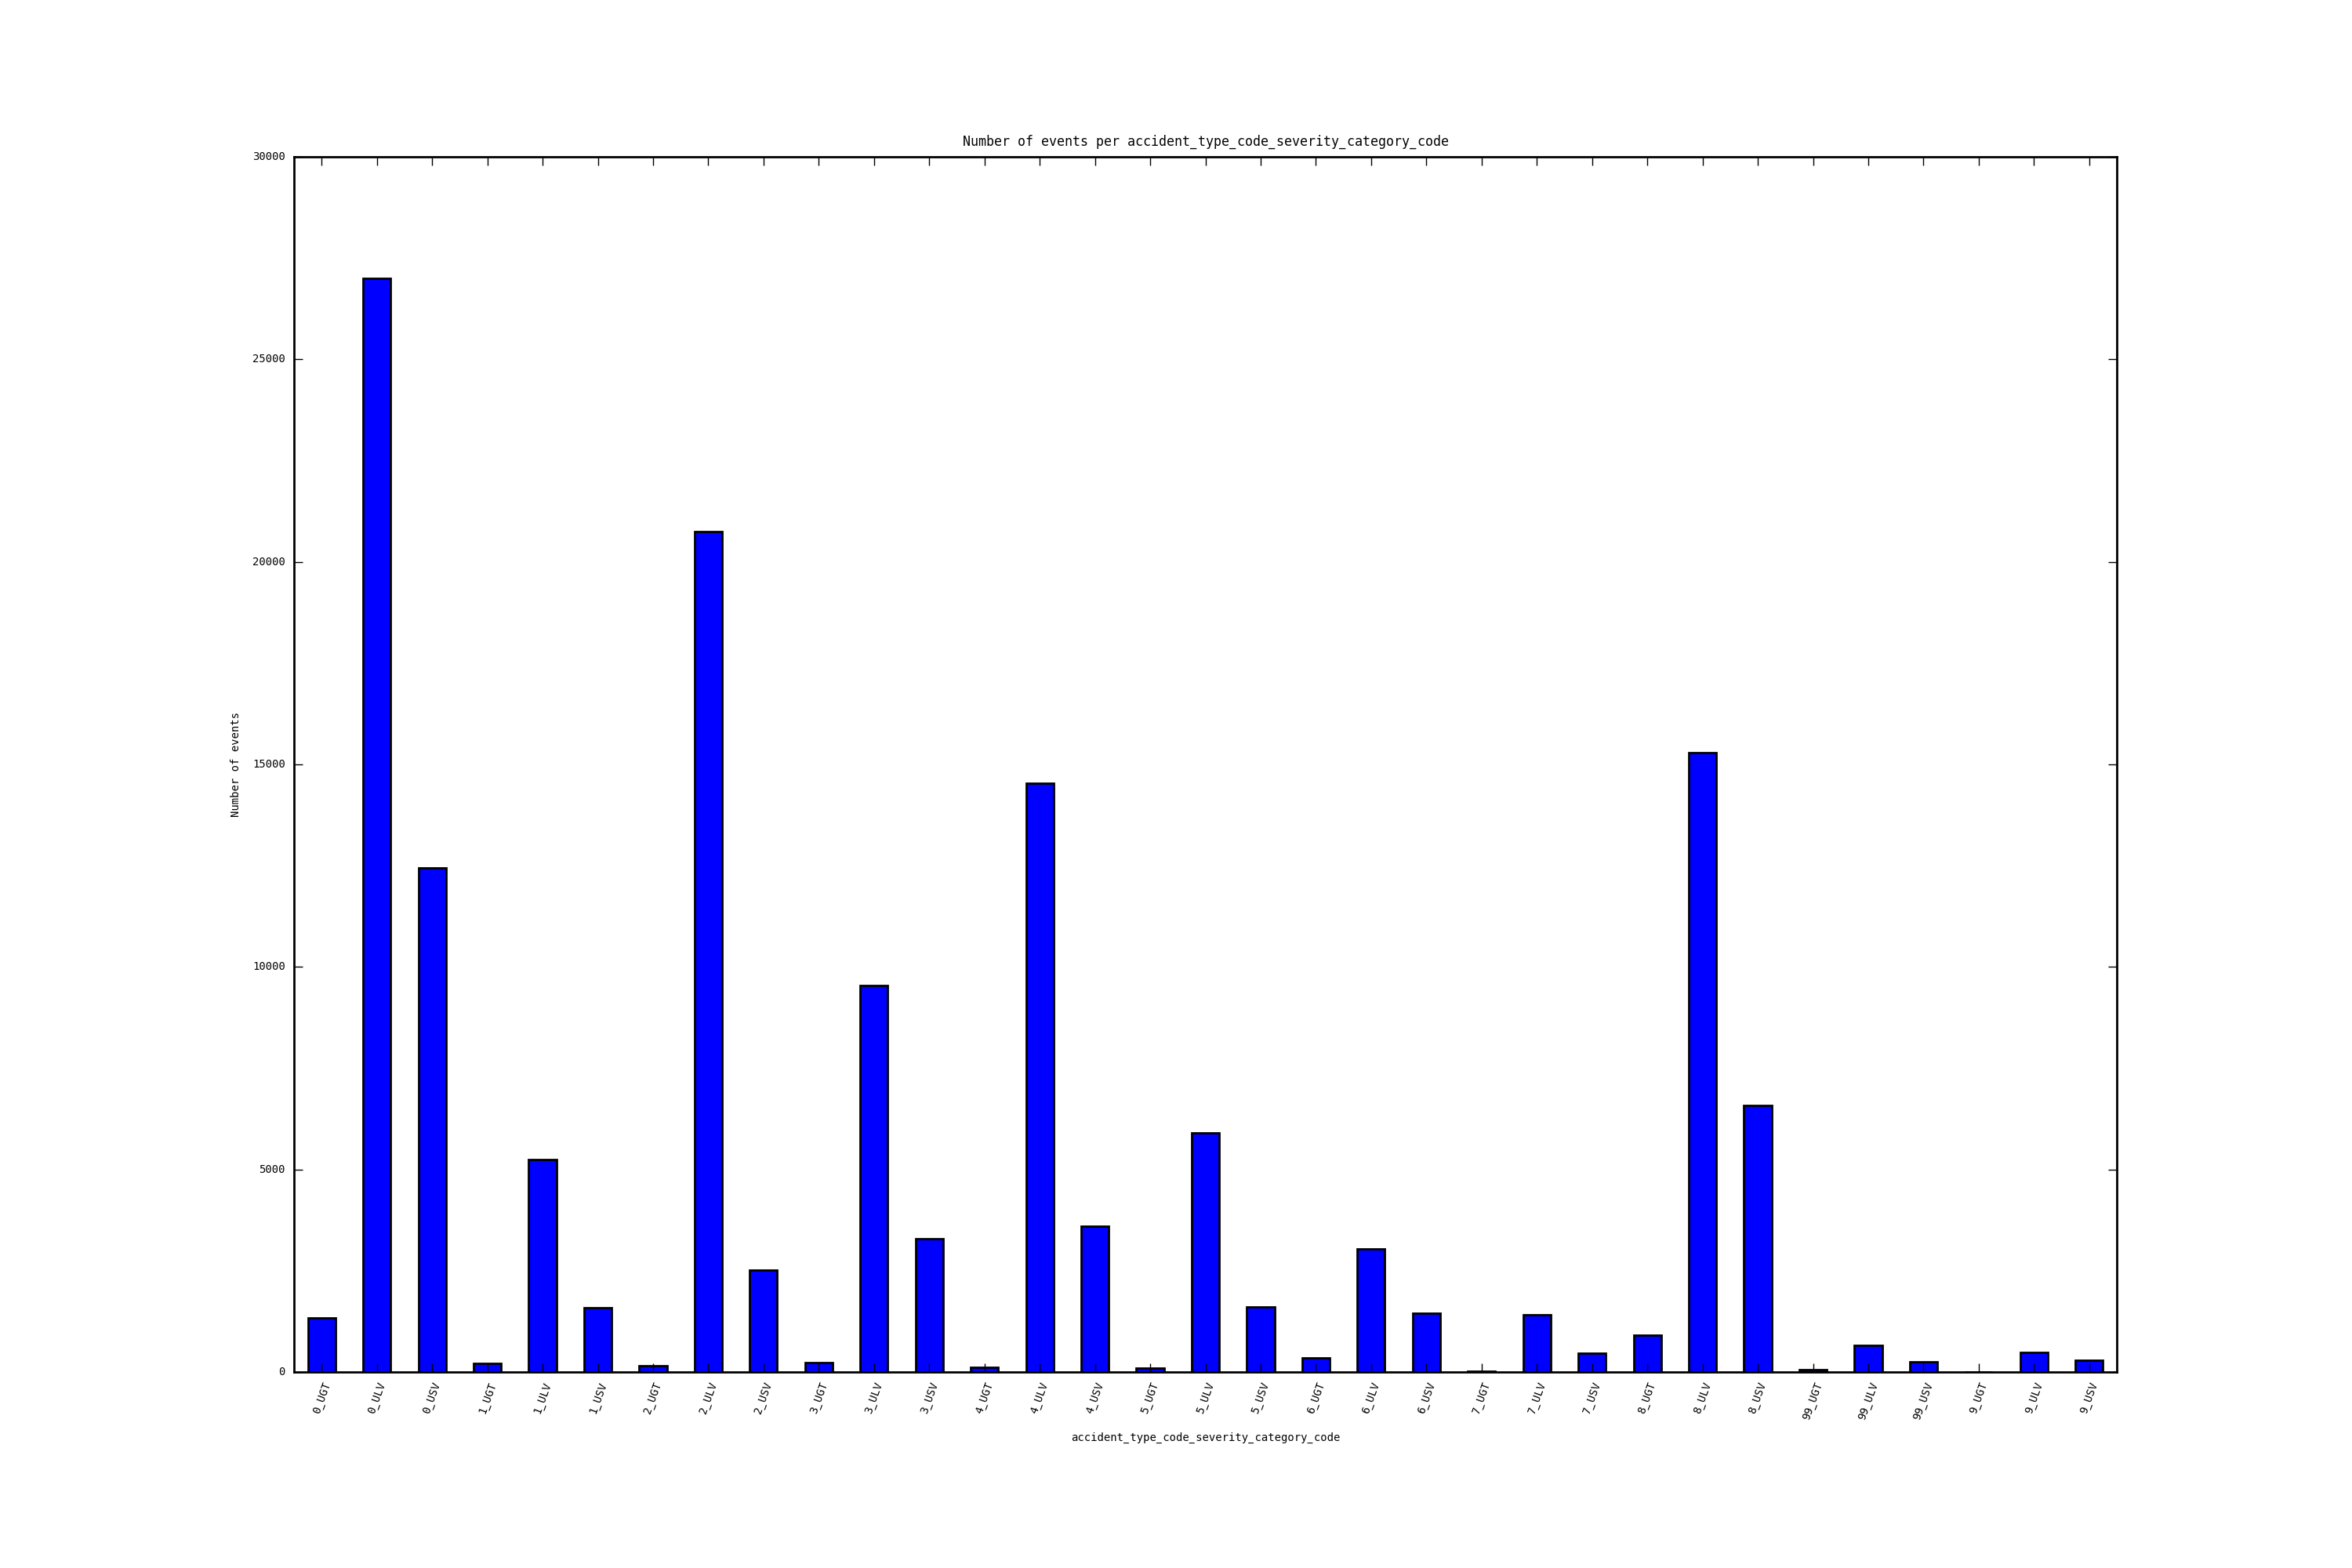 Number of events per accident_type_code_severity_category_code
30000
25000
20000
15000
10000
5000
0
Number of events
0_UGT
0_ULV
0_USV
1_UGT
1_ULV
1_USV
2_UGT
2_ULV
2_USV
3_UGT
3_ULV
3_USV
4_UGT
4_ULV
4_USV
5_UGT
5_ULV
5_USV
6_UGT
6_ULV
6_USV
7_UGT
7_ULV
7_USV
8_UGT
8_ULV
8_USV
99_UGT
99_ULV
99_USV
9_UGT
9_ULV
9_USV
accident_type_code_severity_category_code